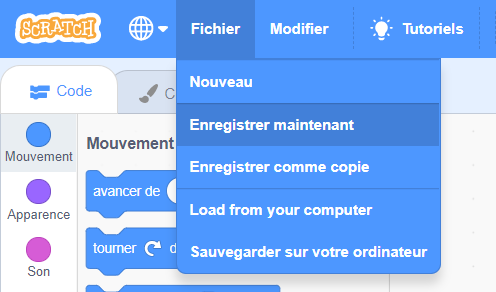 SCRATCH
Fichier
Modifier
Tutoriels
Nouveau
Enregistrer maintenant
Enregistrer comme copie
Load from your computer
Sauvegarder sur votre ordinateur
Code
C
Mouvement
Apparence
Son
Mouvement
avancer de
tourner d